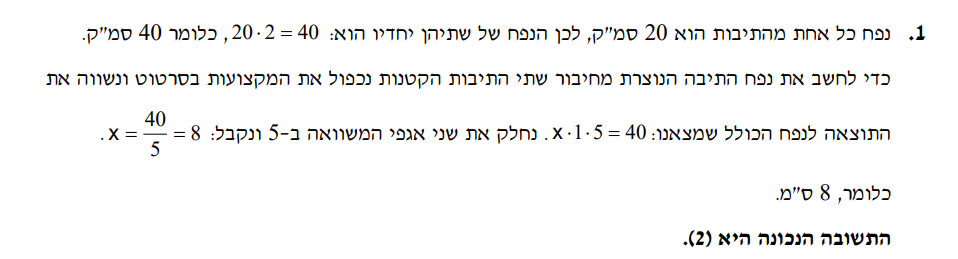 1. נפח כל אחת מהתיבות הוא 20 סמ"ק, לכן הנפח של שתיהן יחדיו הוא: 20·2 = 40, כלומר 40 סמ"ק.
כדי לחשב את נפח התיבה הנוצרת מחיבור שתי התיבות הקטנות נכפול את המקצועות בסרטוט ונשווה את
התוצאה לנפח הכולל שמצאנו: x·1·5 = 40. נחלק את שני אגפי המשוואה ב-5 ונקבל: x = 40/5 = 8.
כלומר, 8 ס"מ.
התשובה הנכונה היא (2).